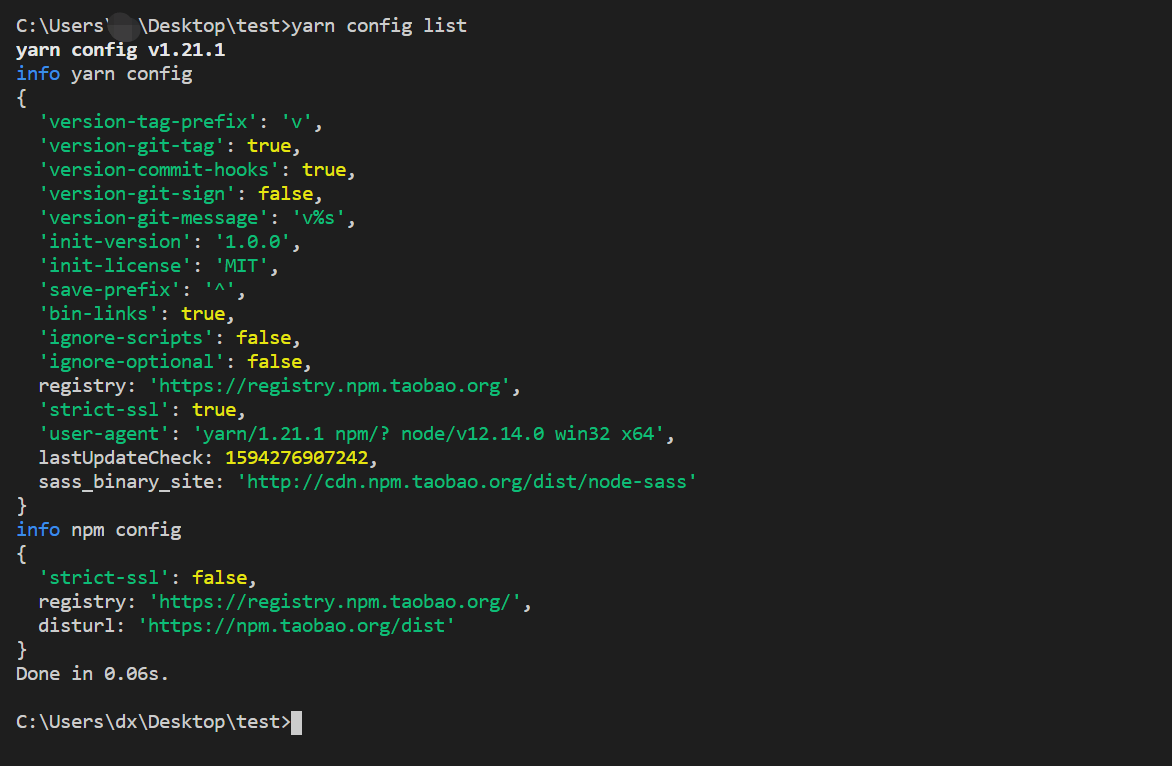 C:\Users\ \Desktop\test>yarn config list
yarn config v1.21.1
info yarn config
{
  'version-tag-prefix': 'v',
  'version-git-tag': true,
  'version-commit-hooks': true,
  'version-git-sign': false,
  'version-git-message': 'v%s',
  'init-version': '1.0.0',
  'init-license': 'MIT',
  'save-prefix': '^',
  'bin-links': true,
  'ignore-scripts': false,
  'ignore-optional': false,
  registry: 'https://registry.npm.taobao.org',
  'strict-ssl': true,
  'user-agent': 'yarn/1.21.1 npm/? node/v12.14.0 win32 x64',
  lastUpdateCheck: 1594276907242,
  sass_binary_site: 'http://cdn.npm.taobao.org/dist/node-sass'
}
info npm config
{
  'strict-ssl': false,
  registry: 'https://registry.npm.taobao.org/',
  disturl: 'https://npm.taobao.org/dist'
}
Done in 0.06s.
C:\Users\dx\Desktop\test>